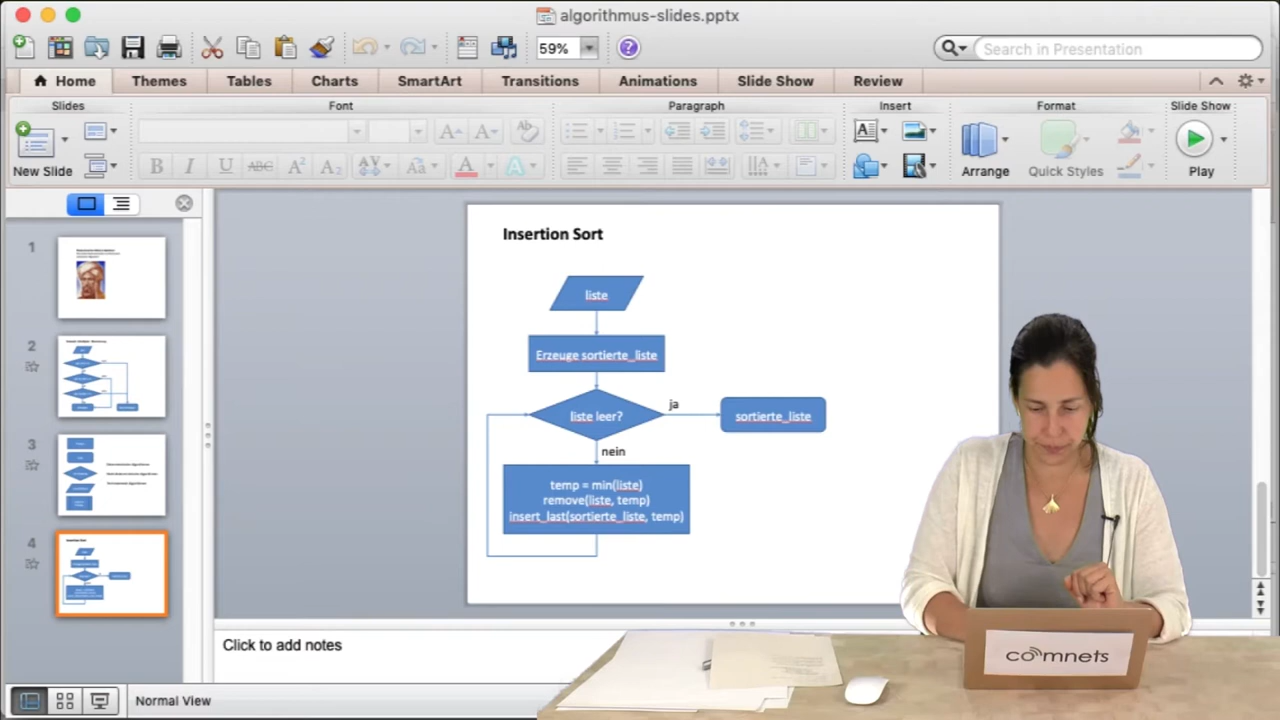 algorithmus-slides.pptx
59%
Search in Presentation
Home
Themes
Tables
Charts
SmartArt
Transitions
Animations
Slide Show
Review
Slides
Font
Paragraph
Insert
Format
Slide Show
New Slide
B I U ABC A² A₂
Arrange
Quick Styles
Play
1
2
3
4
Insertion Sort
liste
Erzeuge sortierte_liste
liste leer?
ja
sortierte_liste
nein
temp = min(liste)
remove(liste, temp)
insert_last(sortierte_liste, temp)
Click to add notes
Normal View
comnets